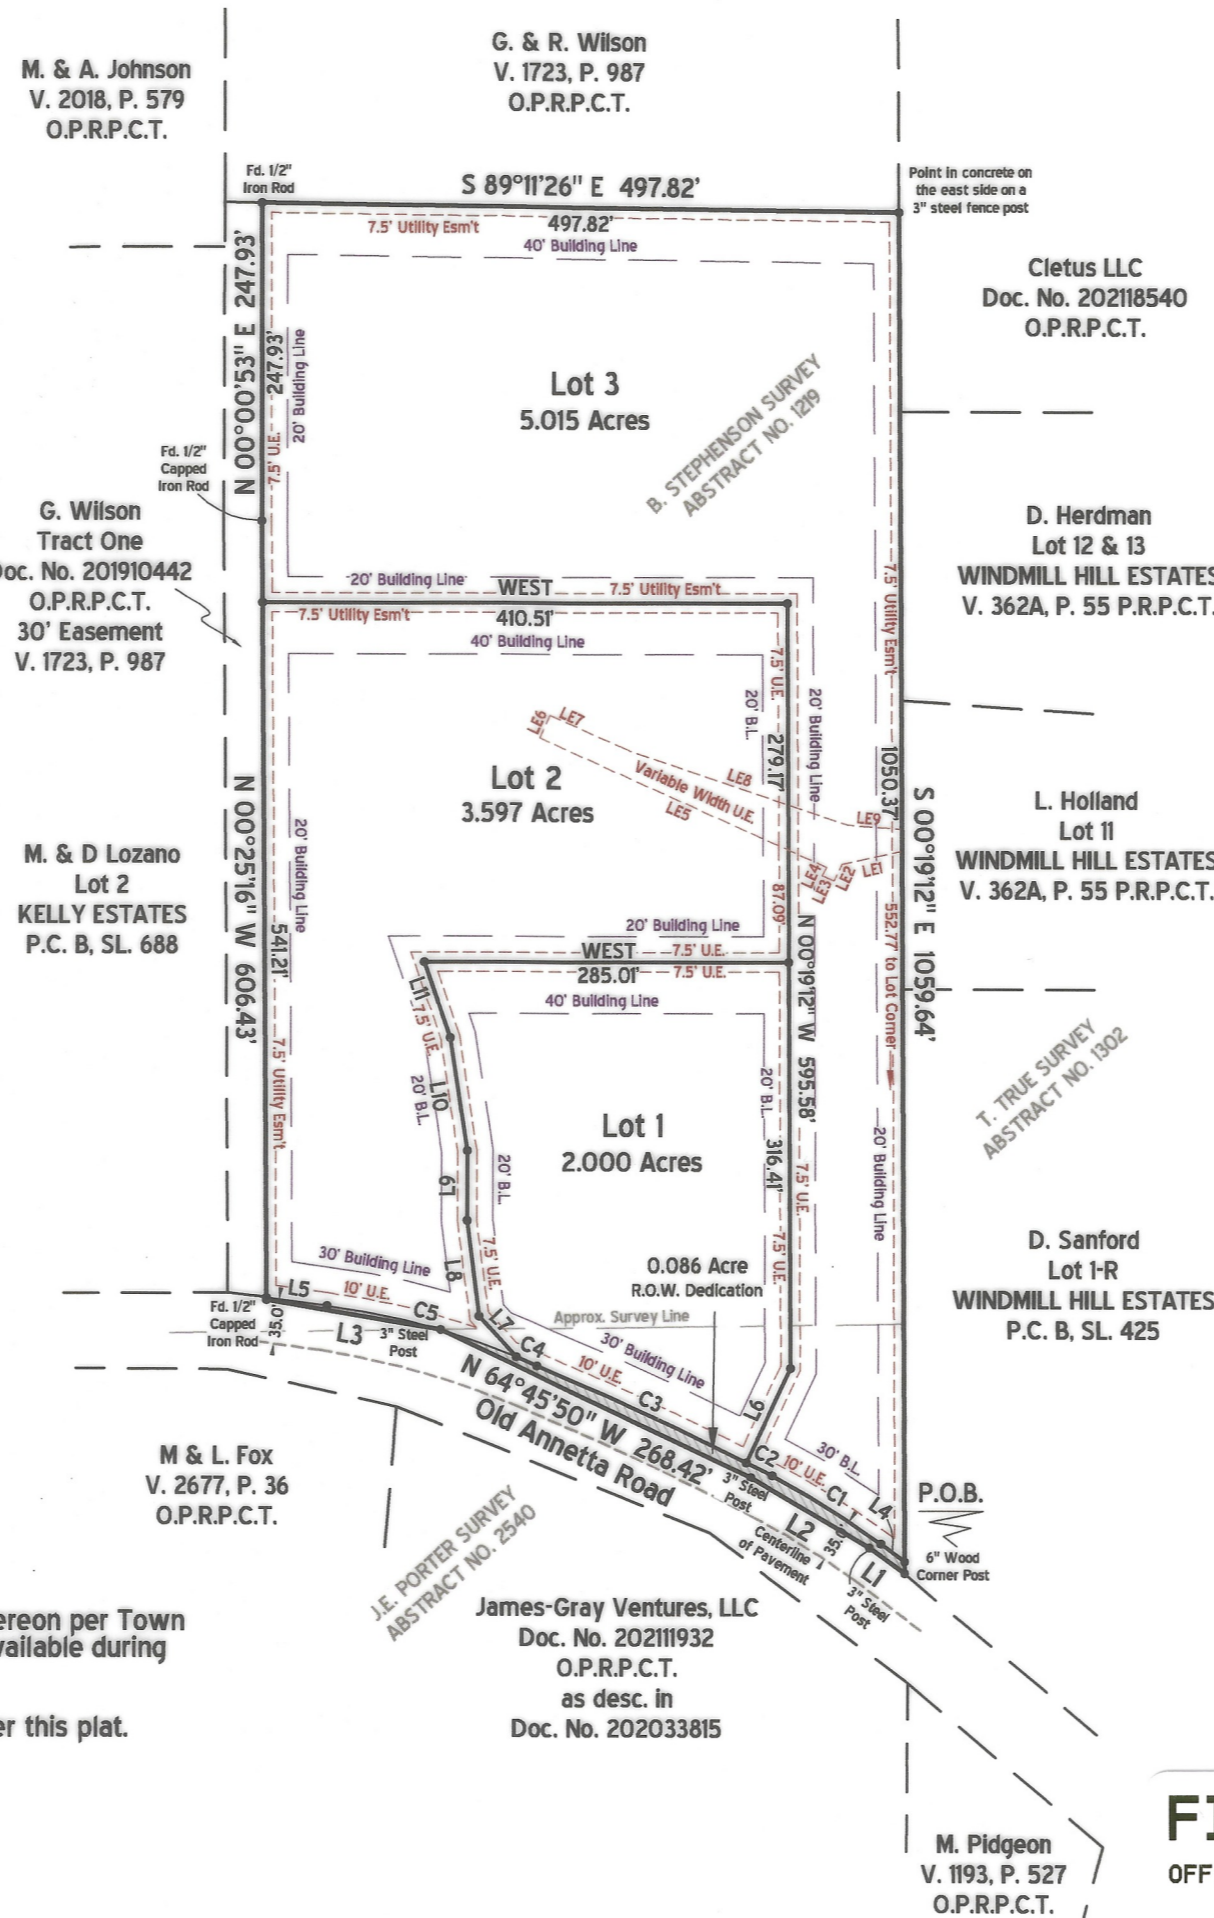 G. & R. Wilson
V. 1723, P. 987
O.P.R.P.C.T.
M. & A. Johnson
V. 2018, P. 579
O.P.R.P.C.T.
Fd. 1/2"
Iron Rod
S 89°11'26" E 497.82'
Point in concrete on
the east side on a
3" steel fence post
7.5' Utility Esm't
497.82'
40' Building Line
N 00°00'53" E 247.93'
247.93'
20' Building Line
7.5' U.E.
Cletus LLC
Doc. No. 202118540
O.P.R.P.C.T.
Lot 3
5.015 Acres
B. STEPHENSON SURVEY
ABSTRACT NO. 1219
Fd. 1/2"
Capped
Iron Rod
G. Wilson
Tract One
Doc. No. 201910442
O.P.R.P.C.T.
30' Easement
V. 1723, P. 987
D. Herdman
Lot 12 & 13
WINDMILL HILL ESTATES
V. 362A, P. 55 P.R.P.C.T.
20' Building Line
WEST
7.5' Utility Esm't
7.5' Utility Esm't
7.5' Utility Esm't
410.51'
40' Building Line
7.5' U.E.
20' B.L.
279.17'
20' Building Line
LE6
LE7
Variable Width U.E.
LE8
LE5
LE9
LE4
LE3
LE2
LE1
1050.37'
S 00°19'12" E 1059.64'
Lot 2
3.597 Acres
L. Holland
Lot 11
WINDMILL HILL ESTATES
V. 362A, P. 55 P.R.P.C.T.
M. & D Lozano
Lot 2
KELLY ESTATES
P.C. B, SL. 688
N 00°25'16" W 606.43'
541.21'
20' Building Line
7.5' Utility Esm't
87.09'
552.77' to Lot Corner
20' Building Line
WEST
7.5' U.E.
285.01'
7.5' U.E.
40' Building Line
N 00°19'12" W 595.58'
L11
7.5' U.E.
L10
20' B.L.
L9
20' B.L.
L8
7.5' U.E.
Lot 1
2.000 Acres
20' B.L.
316.41'
7.5' U.E.
7.5' U.E.
20' Building Line
T. TRUE SURVEY
ABSTRACT NO. 1302
D. Sanford
Lot 1-R
WINDMILL HILL ESTATES
P.C. B, SL. 425
0.086 Acre
R.O.W. Dedication
Approx. Survey Line
30' Building Line
L5
10' U.E.
C5
Fd. 1/2"
Capped
Iron Rod
35.0'
L3
3" Steel
Post
L7
C4
10' U.E.
30' Building Line
C3
L6
N 64°45'50" W 268.42'
Old Annetta Road
C2
10' U.E.
30' B.L.
C1
L4
3" Steel
Post
L2
Centerline
of Pavement
L1
3" Steel
Post
P.O.B.
6" Wood
Corner Post
M & L. Fox
V. 2677, P. 36
O.P.R.P.C.T.
J.E. PORTER SURVEY
ABSTRACT NO. 2540
James-Gray Ventures, LLC
Doc. No. 202111932
O.P.R.P.C.T.
as desc. in
Doc. No. 202033815
ereon per Town
vailable during
er this plat.
M. Pidgeon
V. 1193, P. 527
O.P.R.P.C.T.
OFF